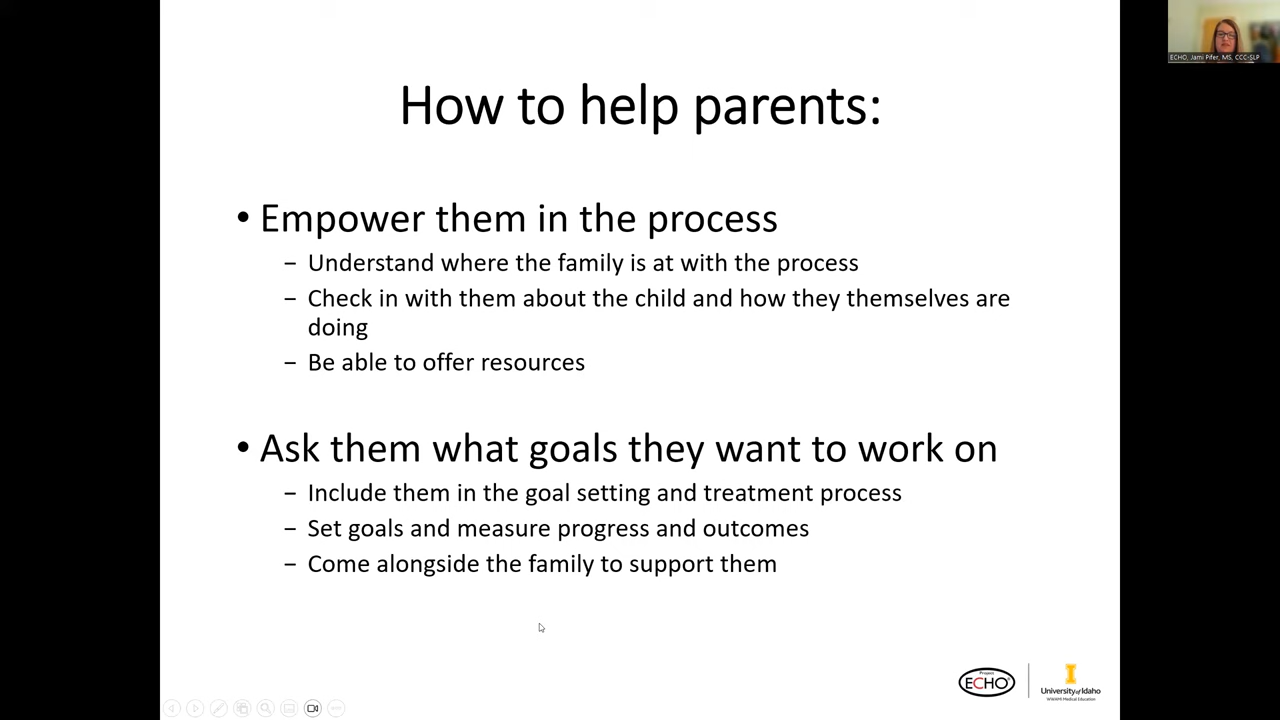 ECHO, Jami Pifer, MS, CCC-SLP
How to help parents:
• Empower them in the process
– Understand where the family is at with the process
– Check in with them about the child and how they themselves are
doing
– Be able to offer resources
• Ask them what goals they want to work on
– Include them in the goal setting and treatment process
– Set goals and measure progress and outcomes
– Come alongside the family to support them
Project
ECHO
I
University of Idaho
WWAMI Medical Education